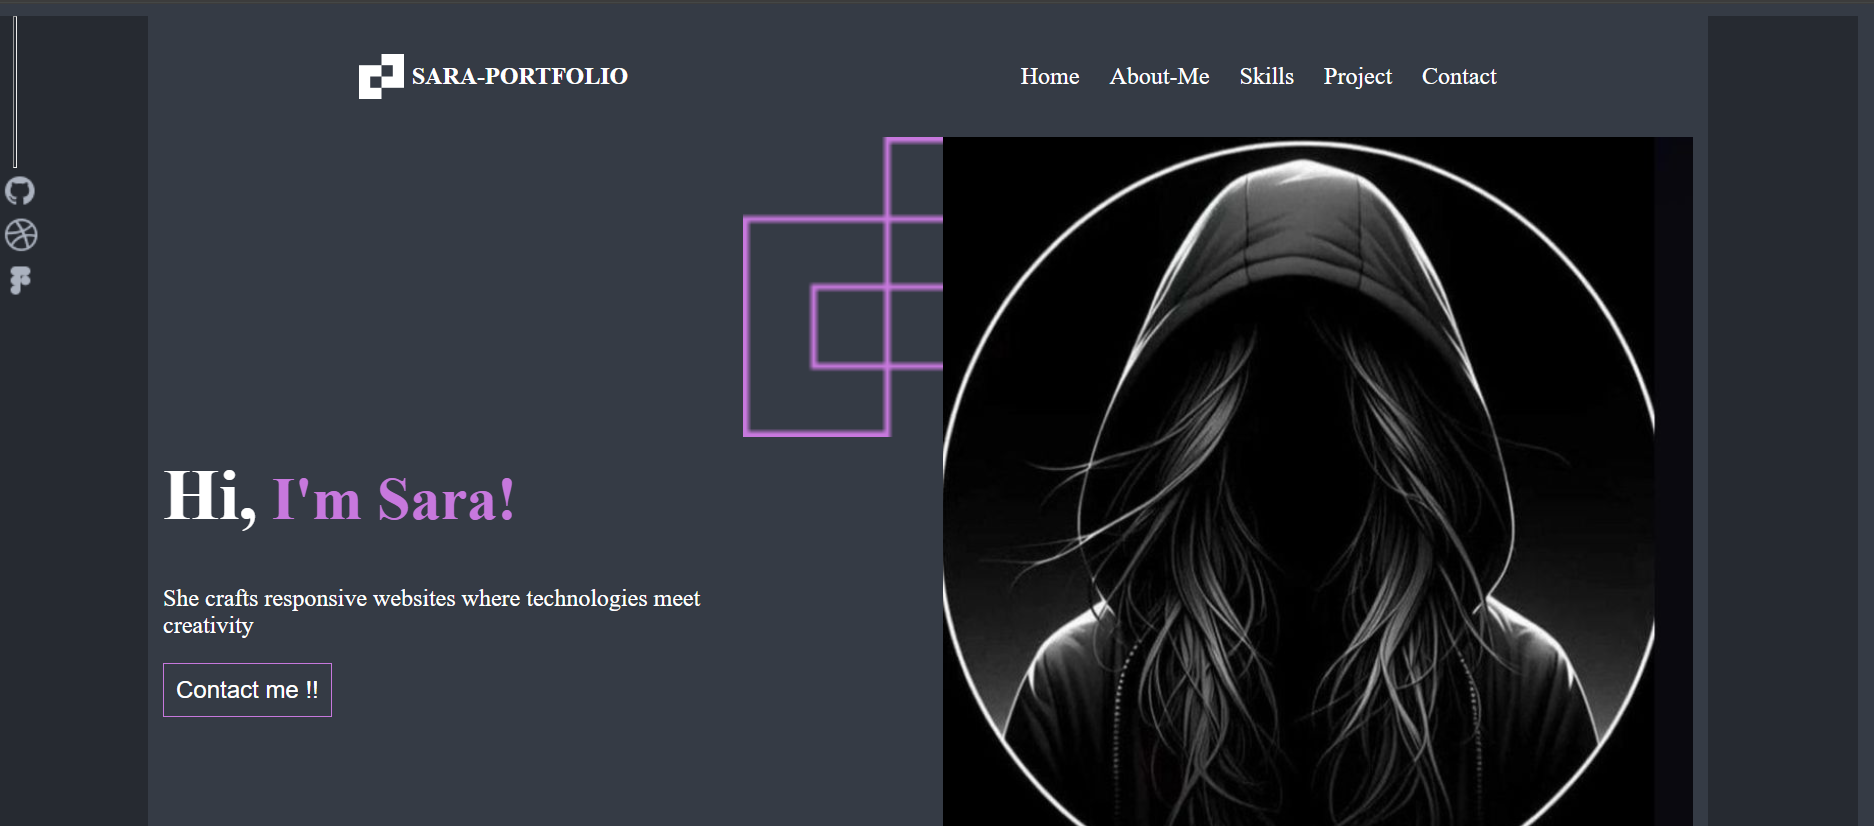 SARA-PORTFOLIO
Home About-Me Skills Project Contact
Hi, I'm Sara!
She crafts responsive websites where technologies meet
creativity
Contact me !!